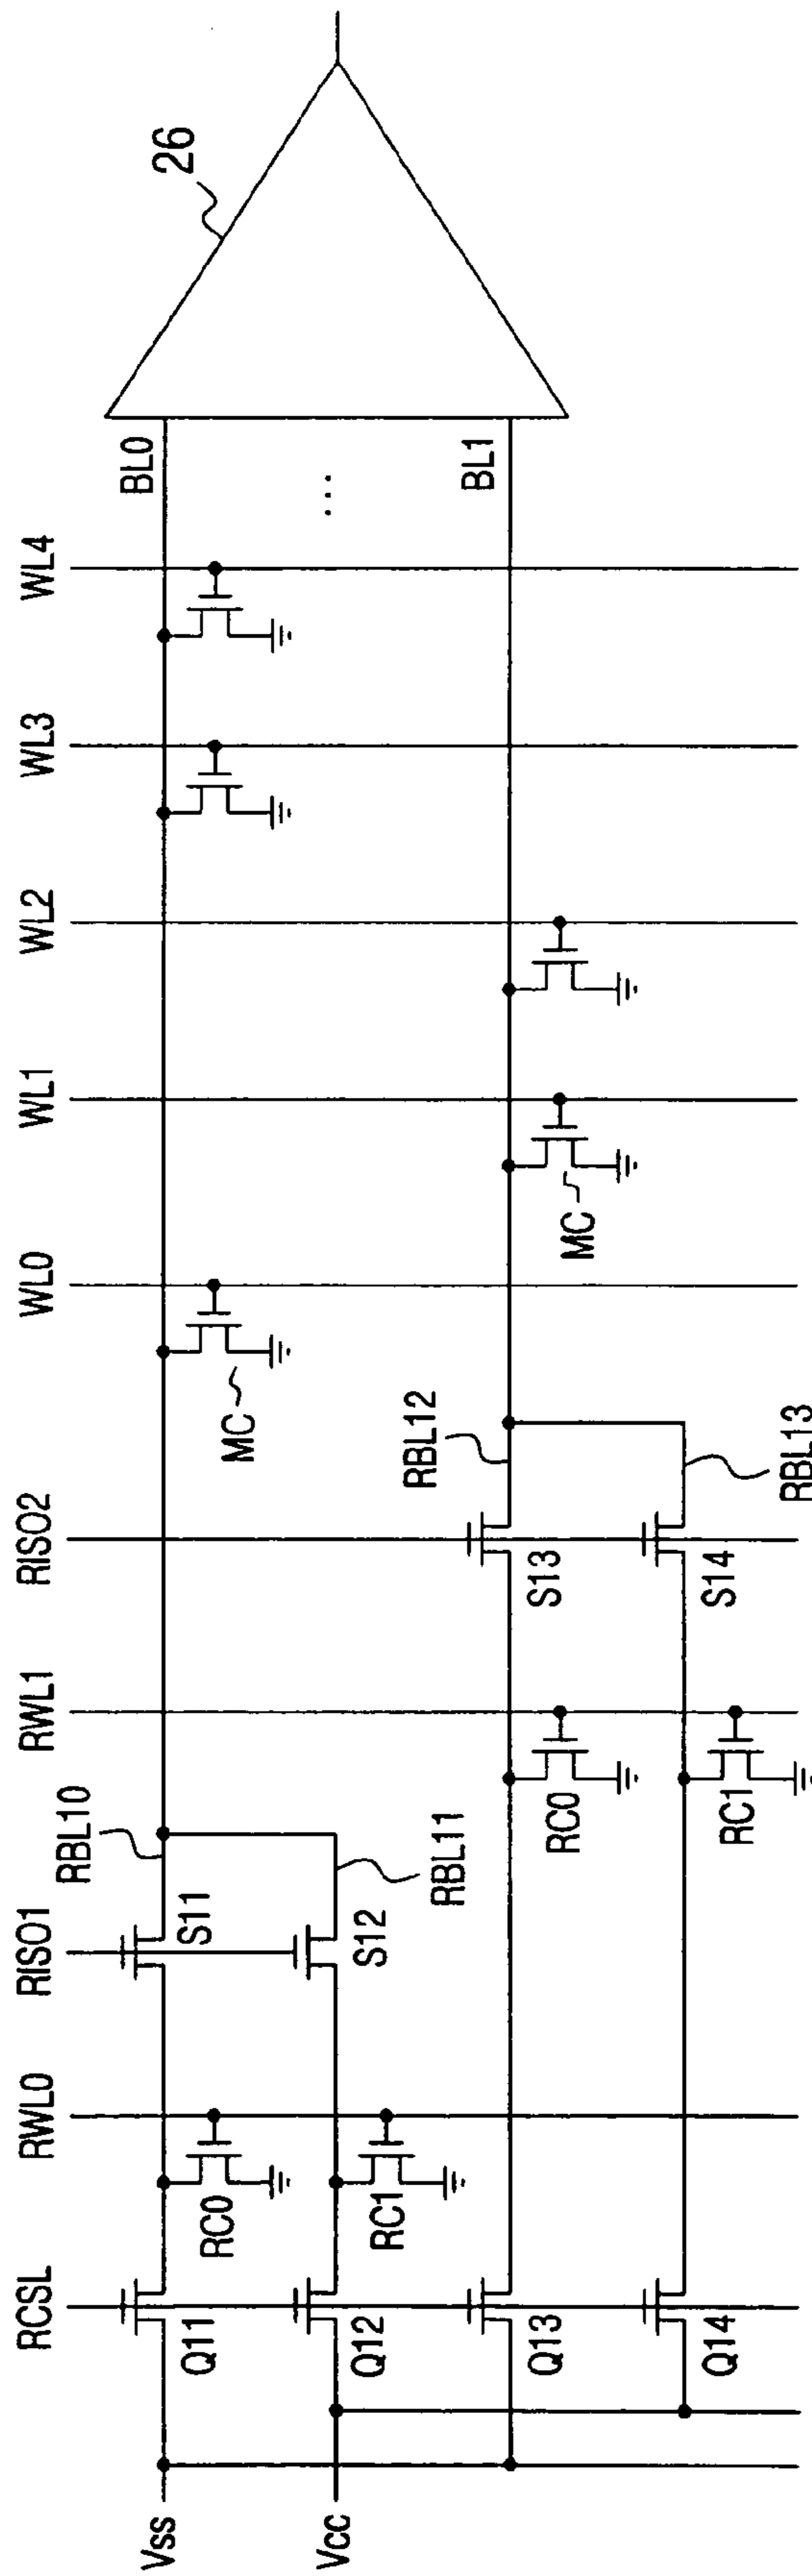 RCSL
RWL0
RISO1
RWL1
RISO2
WL0
WL1
WL2
WL3
WL4
26
Vss
Vcc
Q11
Q12
Q13
Q14
RC0
RC1
S11
S12
RBL10
RBL11
RC0
RC1
S13
S14
RBL12
RBL13
MC
MC
...
BL0
BL1